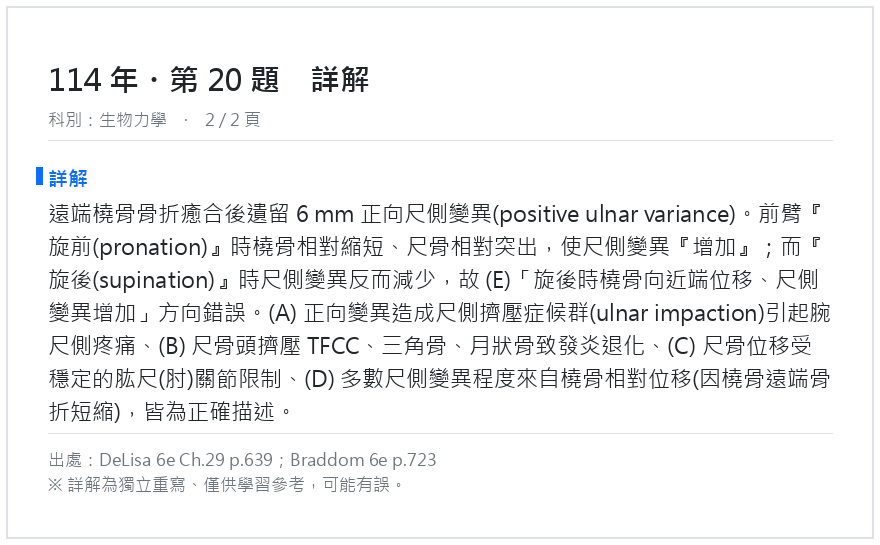 114 年・第 20 題　詳解
科別：生物力學　·　2 / 2 頁
詳解
遠端橈骨骨折癒合後遺留 6 mm 正向尺側變異(positive ulnar variance)。前臂『
旋前(pronation)』時橈骨相對縮短、尺骨相對突出，使尺側變異『增加』；而『
旋後(supination)』時尺側變異反而減少，故 (E)「旋後時橈骨向近端位移、尺側
變異增加」方向錯誤。(A) 正向變異造成尺側擠壓症候群(ulnar impaction)引起腕
尺側疼痛、(B) 尺骨頭擠壓 TFCC、三角骨、月狀骨致發炎退化、(C) 尺骨位移受
穩定的肱尺(肘)關節限制、(D) 多數尺側變異程度來自橈骨相對位移(因橈骨遠端骨
折短縮)，皆為正確描述。
出處：DeLisa 6e Ch.29 p.639；Braddom 6e p.723
※ 詳解為獨立重寫、僅供學習參考，可能有誤。